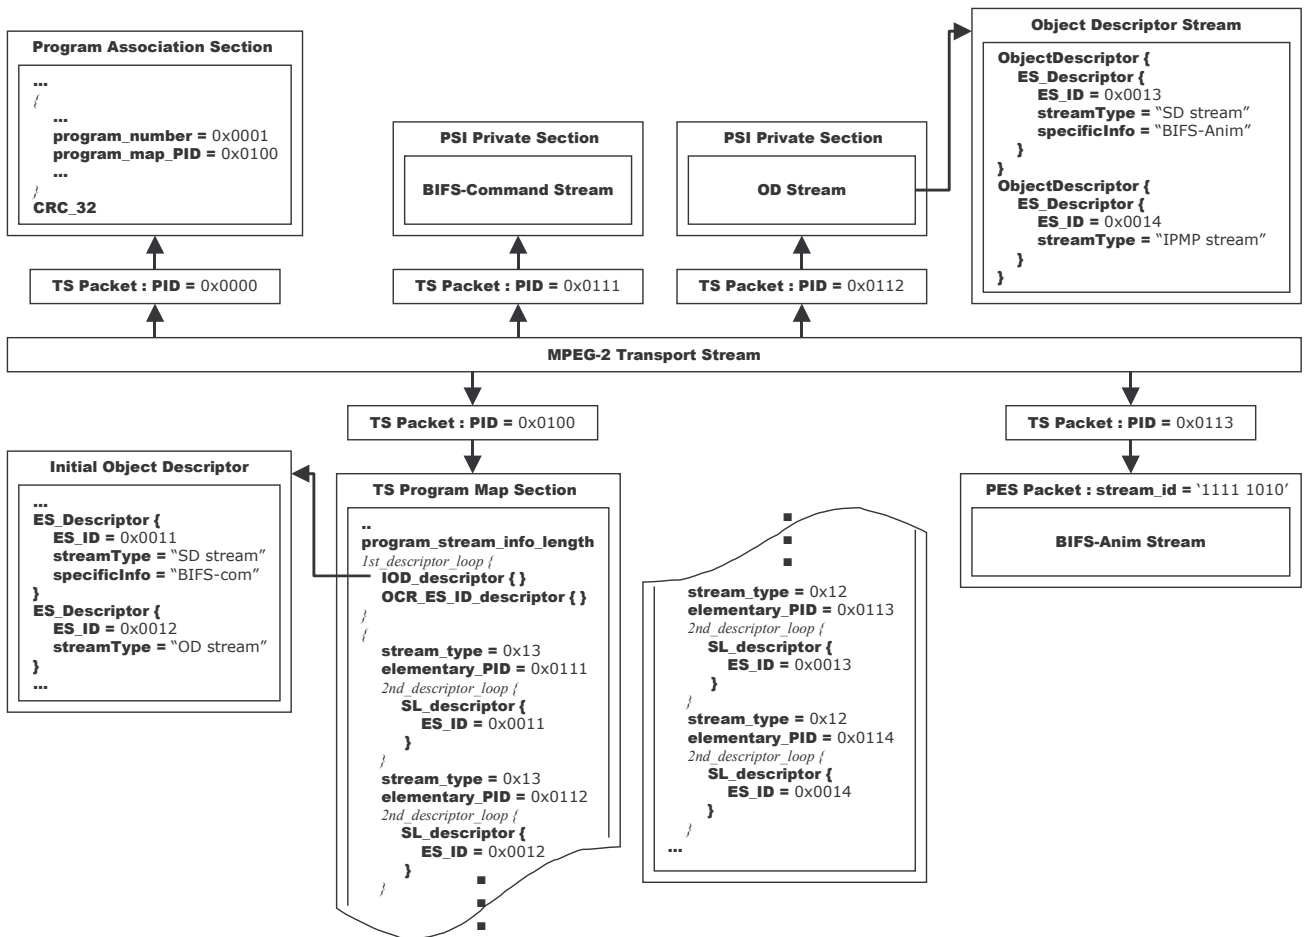 Program Association Section
...
{
...
program_number = 0x0001
program_map_PID = 0x0100
...
}
CRC_32
TS Packet : PID = 0x0000
PSI Private Section
BIFS-Command Stream
TS Packet : PID = 0x0111
PSI Private Section
OD Stream
TS Packet : PID = 0x0112
Object Descriptor Stream
ObjectDescriptor {
ES_Descriptor {
ES_ID = 0x0013
streamType = “SD stream”
specificInfo = “BIFS-Anim”
}
}
ObjectDescriptor {
ES_Descriptor {
ES_ID = 0x0014
streamType = “IPMP stream”
}
}
MPEG-2 Transport Stream
TS Packet : PID = 0x0100
TS Packet : PID = 0x0113
Initial Object Descriptor
...
ES_Descriptor {
ES_ID = 0x0011
streamType = “SD stream”
specificInfo = “BIFS-com”
}
ES_Descriptor {
ES_ID = 0x0012
streamType = “OD stream”
}
...
TS Program Map Section
..
program_stream_info_length
1st_descriptor_loop {
IOD_descriptor { }
OCR_ES_ID_descriptor { }
}
{
stream_type = 0x13
elementary_PID = 0x0111
2nd_descriptor_loop {
SL_descriptor {
ES_ID = 0x0011
}
}
stream_type = 0x13
elementary_PID = 0x0112
2nd_descriptor_loop {
SL_descriptor {
ES_ID = 0x0012
}
}
stream_type = 0x12
elementary_PID = 0x0113
2nd_descriptor_loop {
SL_descriptor {
ES_ID = 0x0013
}
}
stream_type = 0x12
elementary_PID = 0x0114
2nd_descriptor_loop {
SL_descriptor {
ES_ID = 0x0014
}
}
...
PES Packet : stream_id = ‘1111 1010’
BIFS-Anim Stream